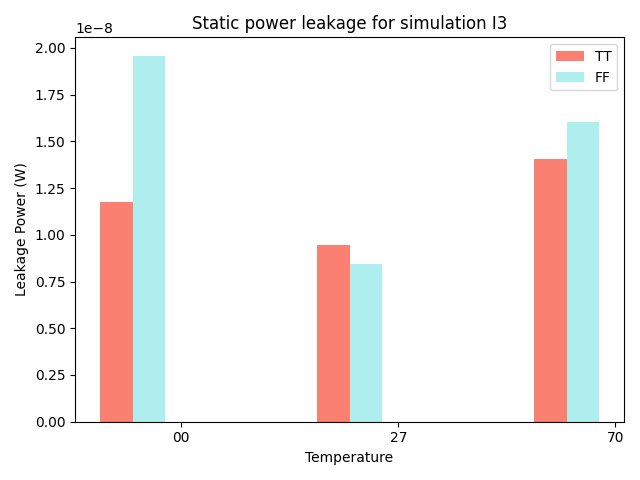 Static power leakage for simulation I3
1e−8
TT
FF
2.00
1.75
1.50
1.25
1.00
0.75
0.50
0.25
0.00
Leakage Power (W)
00
27
70
Temperature